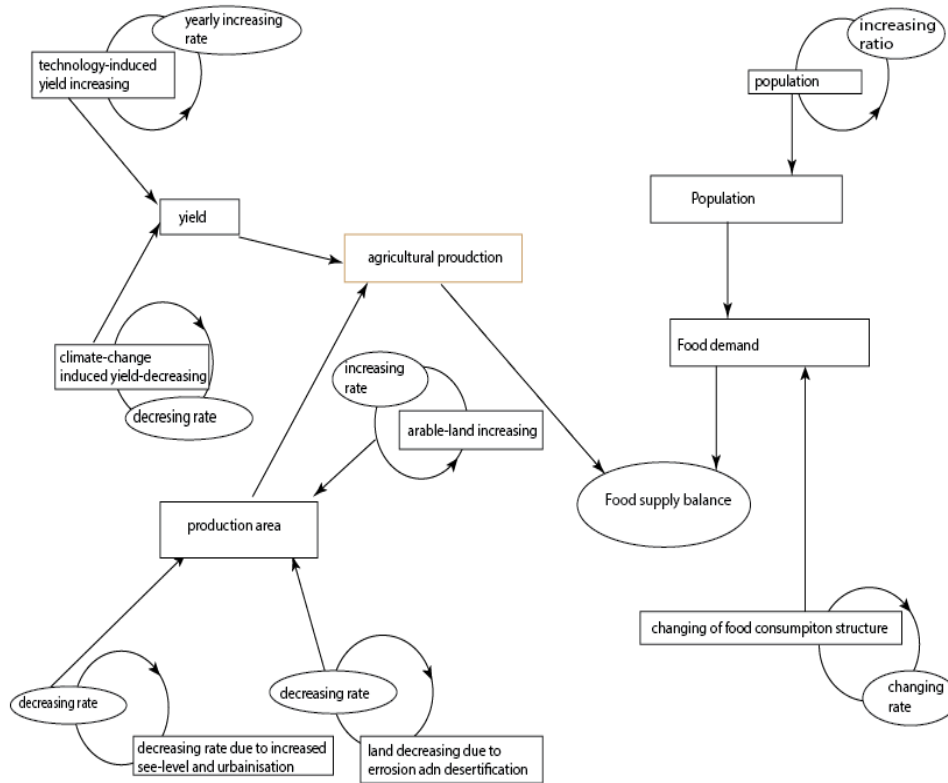 yearly increasing
rate
technology-induced
yield increasing
increasing
ratio
population
Population
yield
agricultural proudction
Food demand
climate-change
induced yield-decreasing
decresing rate
increasing
rate
arable-land increasing
Food supply balance
production area
changing of food consumpiton structure
changing
rate
decreasing rate
decreasing rate
decreasing rate due to increased
see-level and urbainisation
land decreasing due to
errosion adn desertification